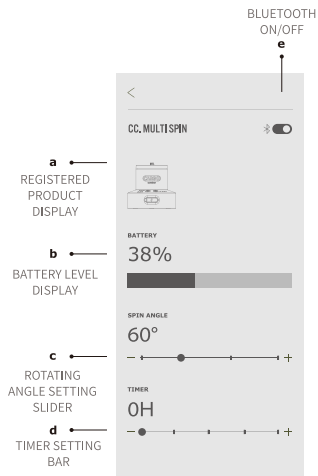 BLUETOOTH
ON/OFF
e
<
CC. MULTI SPIN
a
REGISTERED
PRODUCT
DISPLAY
BATTERY
38%
b
BATTERY LEVEL
DISPLAY
SPIN ANGLE
60°
c
ROTATING
ANGLE SETTING
SLIDER
− +
TIMER
0H
d
TIMER SETTING
BAR
− +